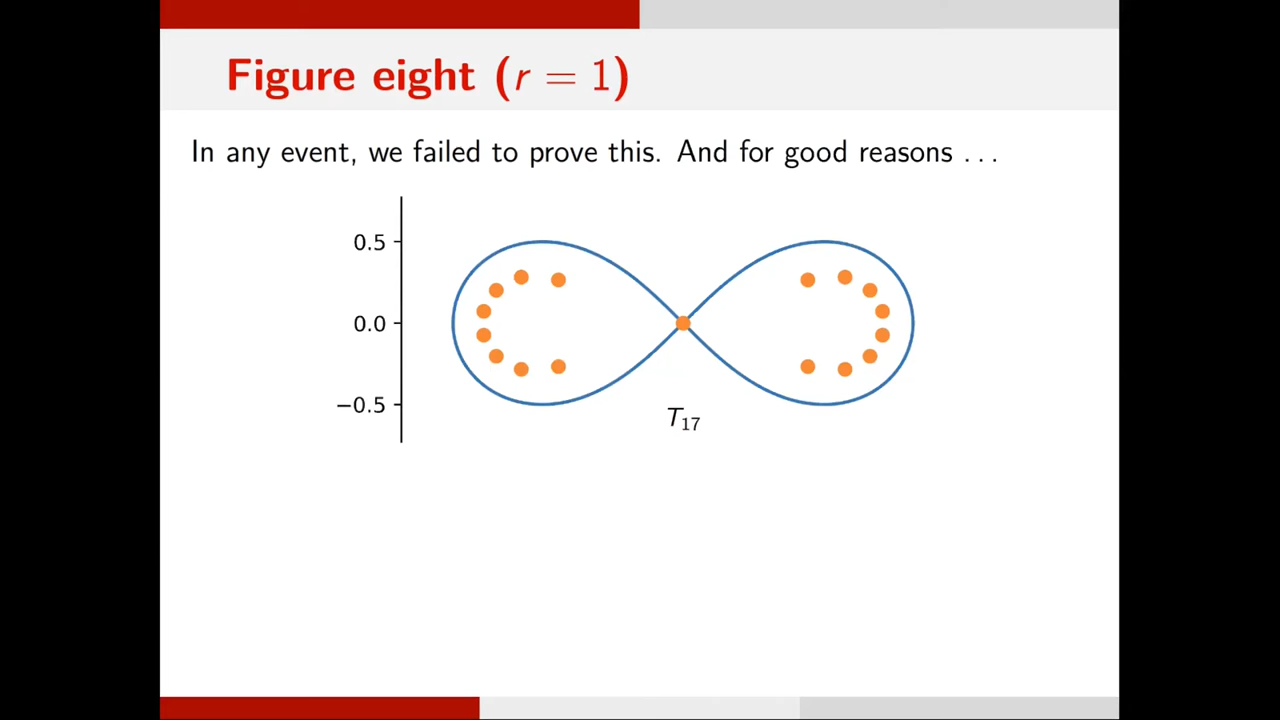 Figure eight (r = 1)
In any event, we failed to prove this. And for good reasons . . .
0.5
0.0
−0.5
T₁₇